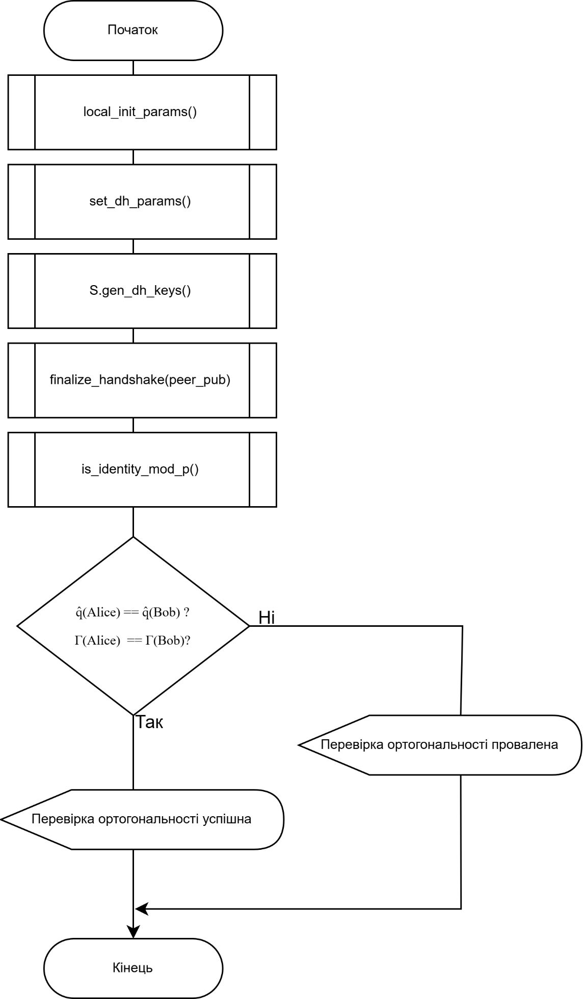 Початок
local_init_params()
set_dh_params()
S.gen_dh_keys()
finalize_handshake(peer_pub)
is_identity_mod_p()
q̂(Alice) == q̂(Bob) ?
Γ(Alice)  == Γ(Bob)?
Ні
Так
Перевірка ортогональності провалена
Перевірка ортогональності успішна
Кінець